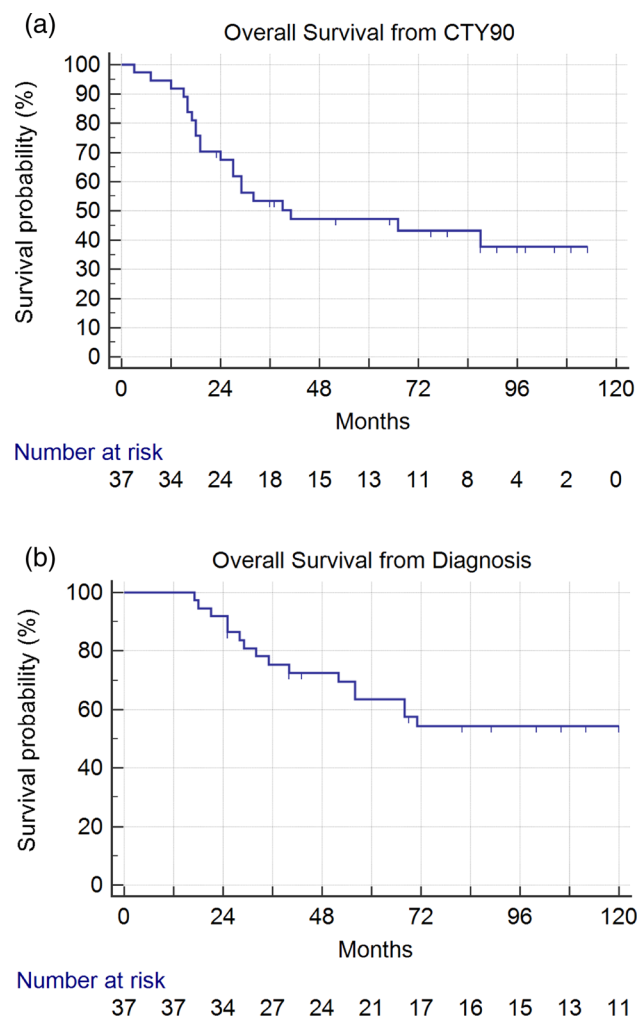 (a)
Overall Survival from CTY90
Survival probability (%)
100
90
80
70
60
50
40
30
20
10
0
0 24 48 72 96 120
Months
Number at risk
37 34 24 18 15 13 11 8 4 2 0
(b)
Overall Survival from Diagnosis
Survival probability (%)
100
80
60
40
20
0
0 24 48 72 96 120
Months
Number at risk
37 37 34 27 24 21 17 16 15 13 11